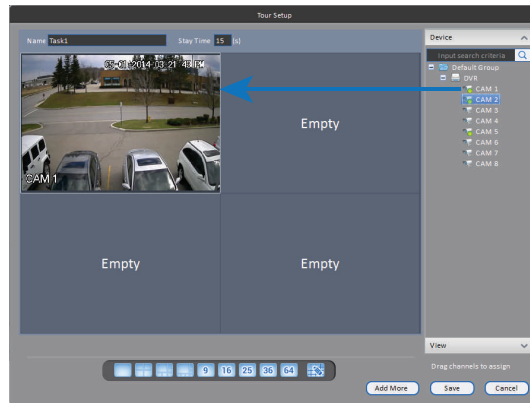 Tour Setup
Name Task1 Stay Time 15 (s)
05-01-2014 03:21:43 PM
CAM 1
Empty
Empty
Empty
Device
Input search criteria
Default Group
DVR
CAM 1
CAM 2
CAM 3
CAM 4
CAM 5
CAM 6
CAM 7
CAM 8
View
Drag channels to assign
9 16 25 36 64
Add More Save Cancel